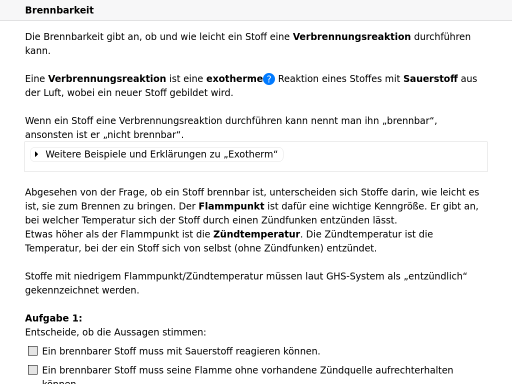 Brennbarkeit
Die Brennbarkeit gibt an, ob und wie leicht ein Stoff eine Verbrennungsreaktion durchführen
kann.
Eine Verbrennungsreaktion ist eine exotherme? Reaktion eines Stoffes mit Sauerstoff aus
der Luft, wobei ein neuer Stoff gebildet wird.
Wenn ein Stoff eine Verbrennungsreaktion durchführen kann nennt man ihn „brennbar“,
ansonsten ist er „nicht brennbar“.
Weitere Beispiele und Erklärungen zu „Exotherm“
Abgesehen von der Frage, ob ein Stoff brennbar ist, unterscheiden sich Stoffe darin, wie leicht es
ist, sie zum Brennen zu bringen. Der Flammpunkt ist dafür eine wichtige Kenngröße. Er gibt an,
bei welcher Temperatur sich der Stoff durch einen Zündfunken entzünden lässt.
Etwas höher als der Flammpunkt ist die Zündtemperatur. Die Zündtemperatur ist die
Temperatur, bei der ein Stoff sich von selbst (ohne Zündfunken) entzündet.
Stoffe mit niedrigem Flammpunkt/Zündtemperatur müssen laut GHS-System als „entzündlich“
gekennzeichnet werden.
Aufgabe 1:
Entscheide, ob die Aussagen stimmen:
Ein brennbarer Stoff muss mit Sauerstoff reagieren können.
Ein brennbarer Stoff muss seine Flamme ohne vorhandene Zündquelle aufrechterhalten
können.